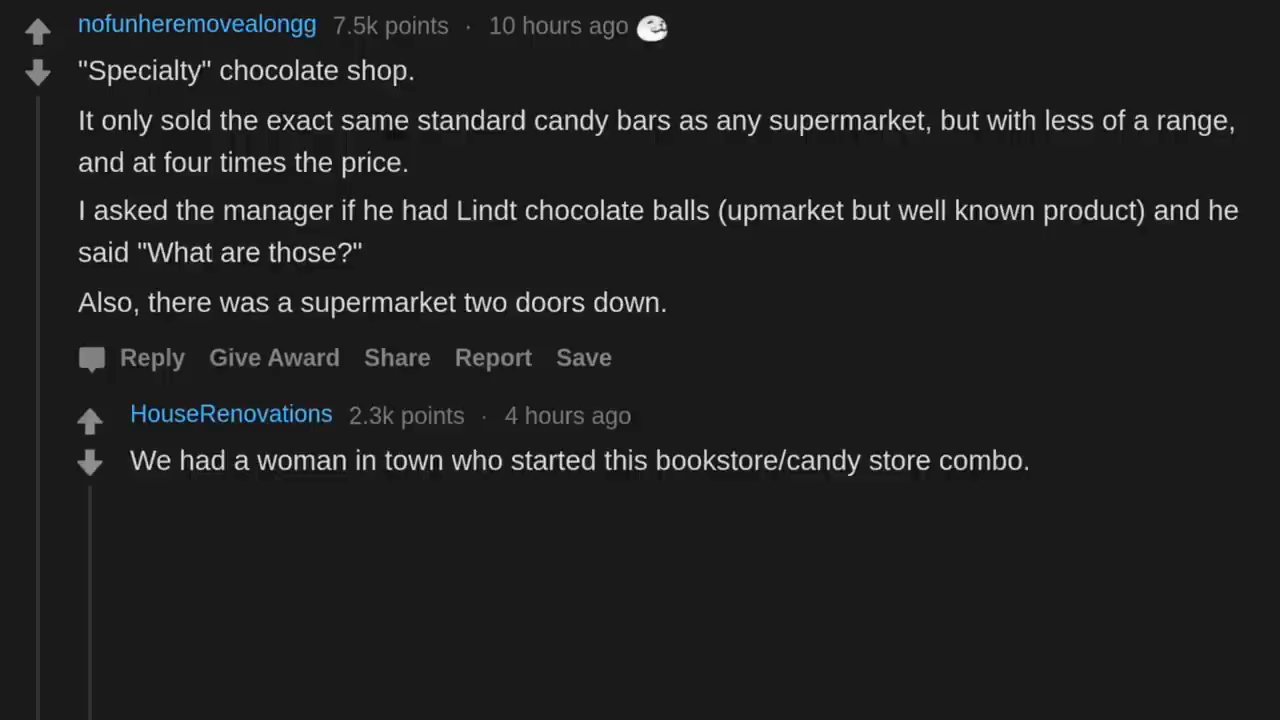 nofunheremovealongg 7.5k points · 10 hours ago
"Specialty" chocolate shop.
It only sold the exact same standard candy bars as any supermarket, but with less of a range,
and at four times the price.
I asked the manager if he had Lindt chocolate balls (upmarket but well known product) and he
said "What are those?"
Also, there was a supermarket two doors down.
Reply Give Award Share Report Save
HouseRenovations 2.3k points · 4 hours ago
We had a woman in town who started this bookstore/candy store combo.